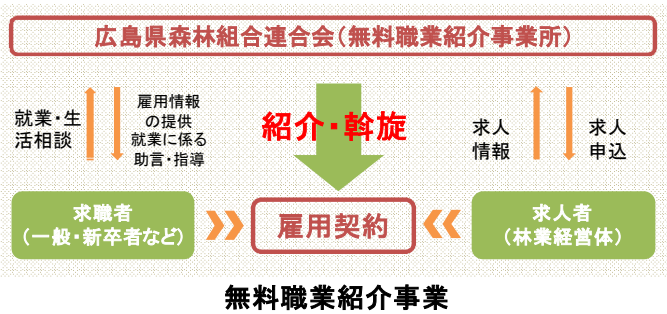 広島県森林組合連合会（無料職業紹介事業所）
就業・生
活相談
雇用情報
の提供
就業に係る
助言・指導
紹介・斡旋
求人
情報
求人
申込
求職者
（一般・新卒者など）
雇用契約
求人者
（林業経営体）
無料職業紹介事業